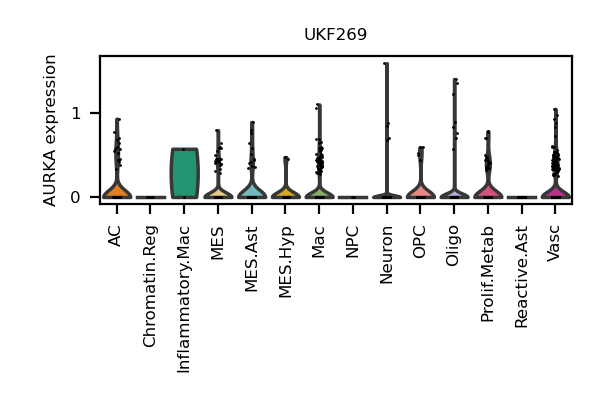 UKF269
AURKA expression
1
0
AC
Chromatin.Reg
Inflammatory.Mac
MES
MES.Ast
MES.Hyp
Mac
NPC
Neuron
OPC
Oligo
Prolif.Metab
Reactive.Ast
Vasc